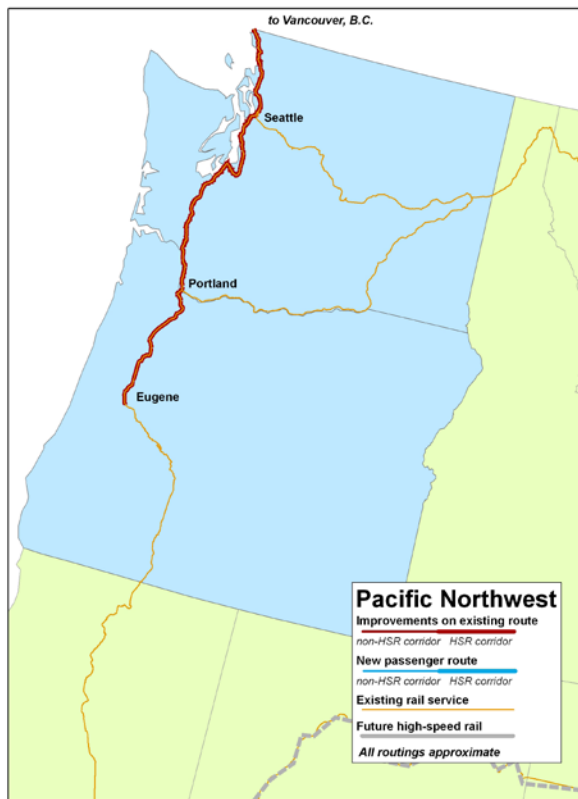 to Vancouver, B.C.
Seattle
Portland
Eugene
Pacific Northwest
Improvements on existing route
non-HSR corridor HSR corridor
New passenger route
non-HSR corridor HSR corridor
Existing rail service
Future high-speed rail
All routings approximate